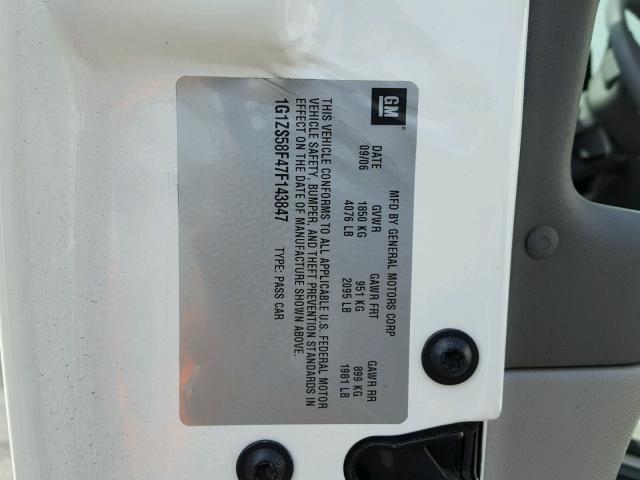 GM
MFD BY GENERAL MOTORS CORP
DATE GVWR GAWR FRT GAWR RR
09/06 1850 KG 951 KG 899 KG
4076 LB 2095 LB 1981 LB
THIS VEHICLE CONFORMS TO ALL APPLICABLE U.S. FEDERAL MOTOR
VEHICLE SAFETY, BUMPER, AND THEFT PREVENTION STANDARDS IN
EFFECT ON THE DATE OF MANUFACTURE SHOWN ABOVE.
1G1ZS58F47F143847 TYPE: PASS CAR